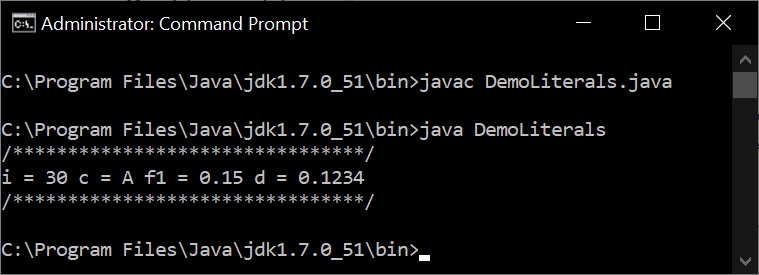 Administrator: Command Prompt
C:\Program Files\Java\jdk1.7.0_51\bin>javac DemoLiterals.java
C:\Program Files\Java\jdk1.7.0_51\bin>java DemoLiterals
/********************************/
i = 30 c = A f1 = 0.15 d = 0.1234
/********************************/
C:\Program Files\Java\jdk1.7.0_51\bin>